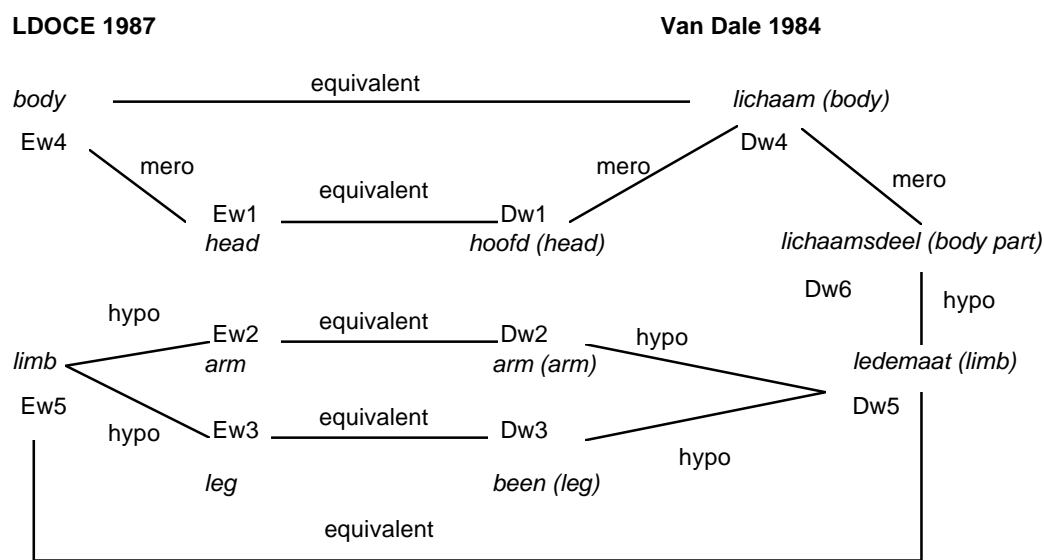 LDOCE 1987 Van Dale 1984
equivalent
body lichaam (body)
Ew4 Dw4
mero mero mero
equivalent
Ew1 Dw1
head hoofd (head) lichaamsdeel (body part)
Dw6
hypo hypo
Ew2 equivalent Dw2 hypo
limb arm arm (arm) ledemaat (limb)
Ew5 Dw5
equivalent
hypo Ew3 Dw3 hypo
leg been (leg)
equivalent